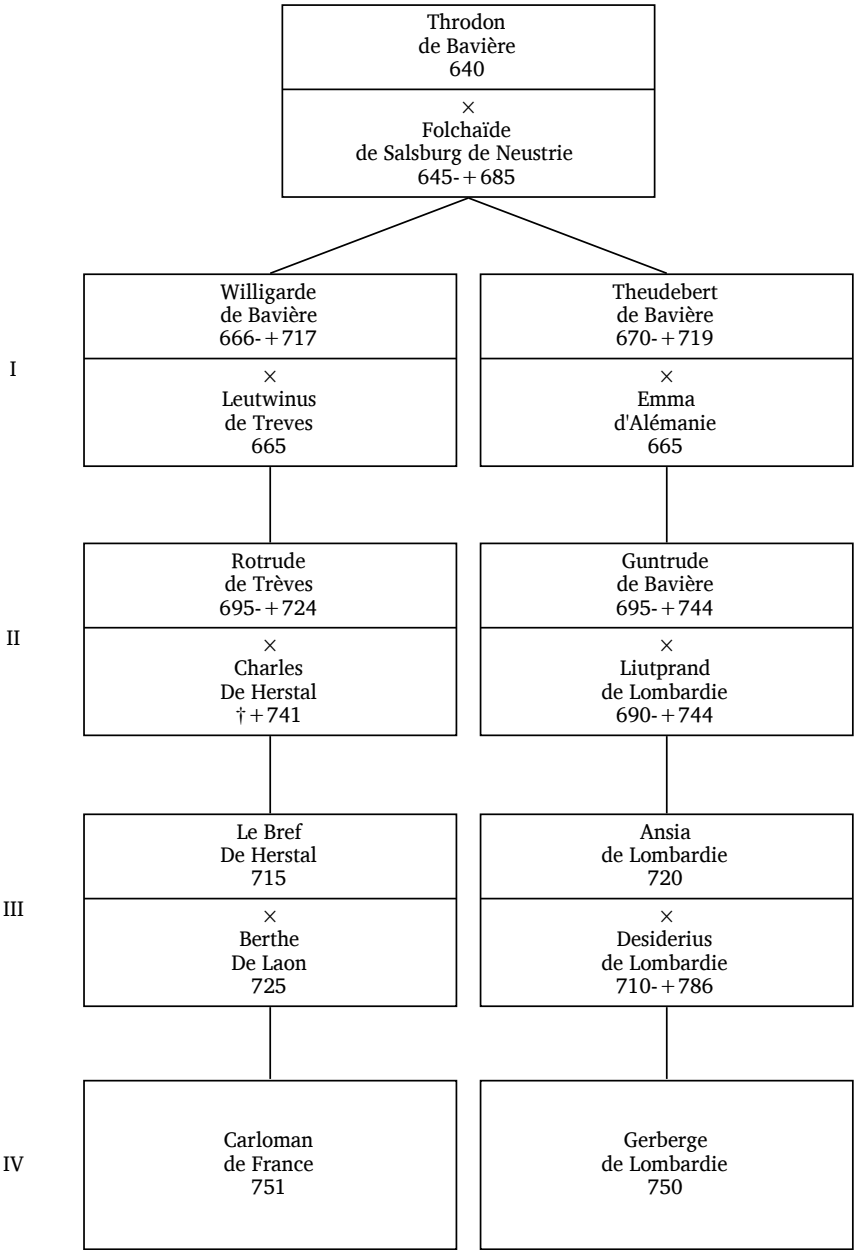 Throdon
de Bavière
640
×
Folchaïde
de Salsburg de Neustrie
645-+685
I
Willigarde
de Bavière
666-+717
×
Leutwinus
de Treves
665
Theudebert
de Bavière
670-+719
×
Emma
d'Alémanie
665
II
Rotrude
de Trèves
695-+724
×
Charles
De Herstal
†+741
Guntrude
de Bavière
695-+744
×
Liutprand
de Lombardie
690-+744
III
Le Bref
De Herstal
715
×
Berthe
De Laon
725
Ansia
de Lombardie
720
×
Desiderius
de Lombardie
710-+786
IV
Carloman
de France
751
Gerberge
de Lombardie
750